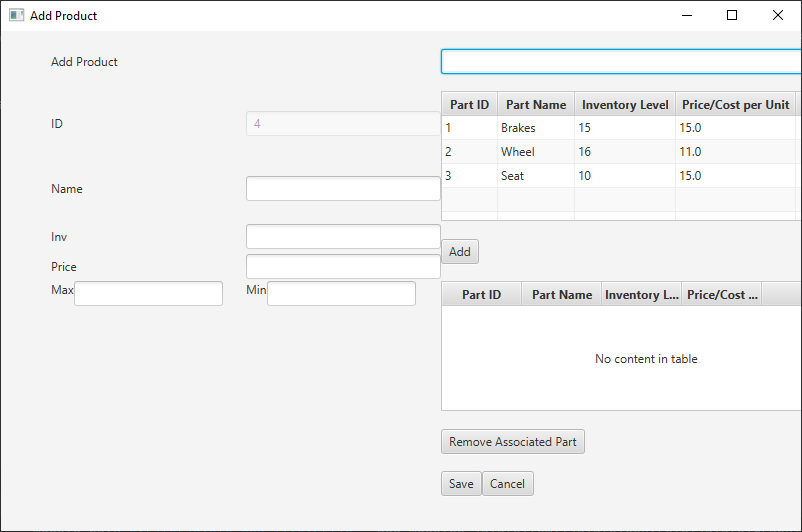 Add Product
Add Product
ID 4
Name
Inv
Price
Max Min
Part ID Part Name Inventory Level Price/Cost per Unit
1 Brakes 15 15.0
2 Wheel 16 11.0
3 Seat 10 15.0
Add
Part ID Part Name Inventory L... Price/Cost ...
No content in table
Remove Associated Part
Save Cancel